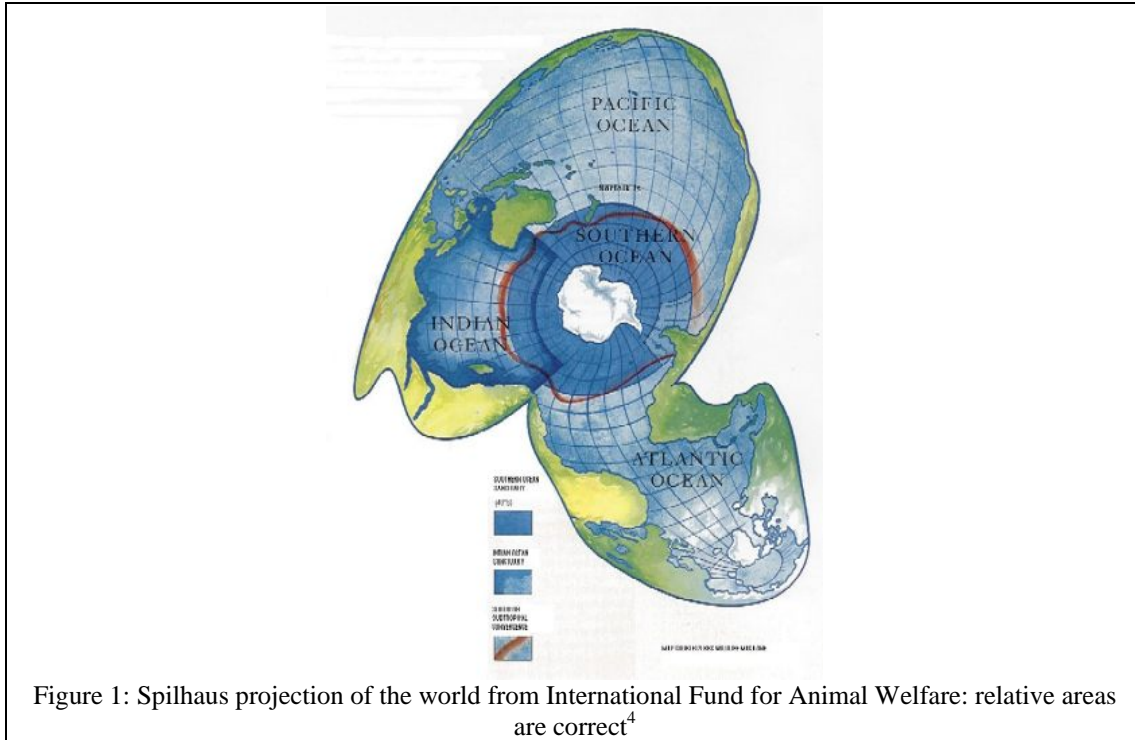 PACIFIC
OCEAN
SOUTHERN
OCEAN
INDIAN
OCEAN
ATLANTIC
OCEAN
SOUTHERN OCEAN
SANCTUARY
INDIAN OCEAN
SANCTUARY
SUBTROPICAL
CONVERGENCE
Figure 1: Spilhaus projection of the world from International Fund for Animal Welfare: relative areas
are correct4